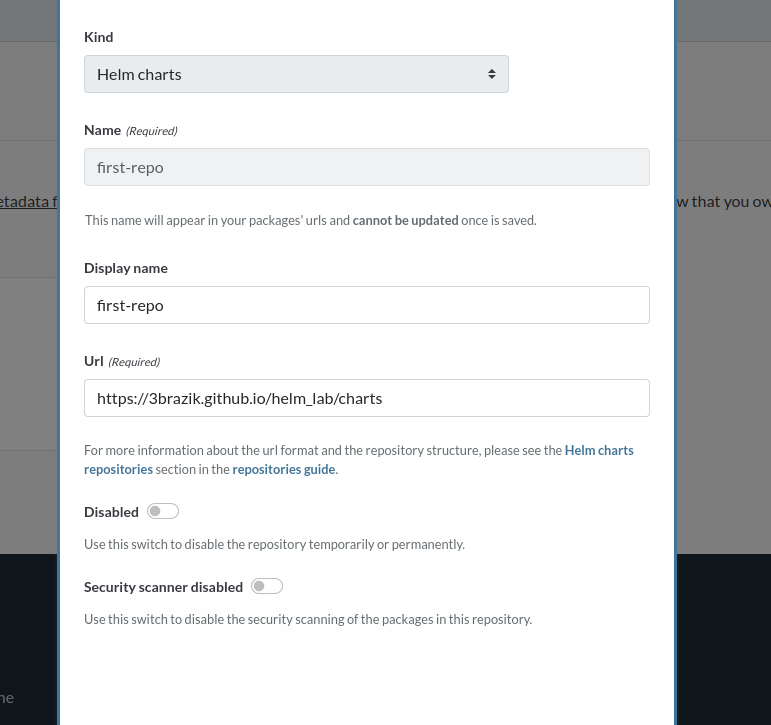 Kind
Helm charts
Name (Required)
first-repo
etadata f
w that you ow
This name will appear in your packages' urls and cannot be updated once is saved.
Display name
first-repo
Url (Required)
https://3brazik.github.io/helm_lab/charts
For more information about the url format and the repository structure, please see the Helm charts
repositories section in the repositories guide.
Disabled
Use this switch to disable the repository temporarily or permanently.
Security scanner disabled
Use this switch to disable the security scanning of the packages in this repository.
ne